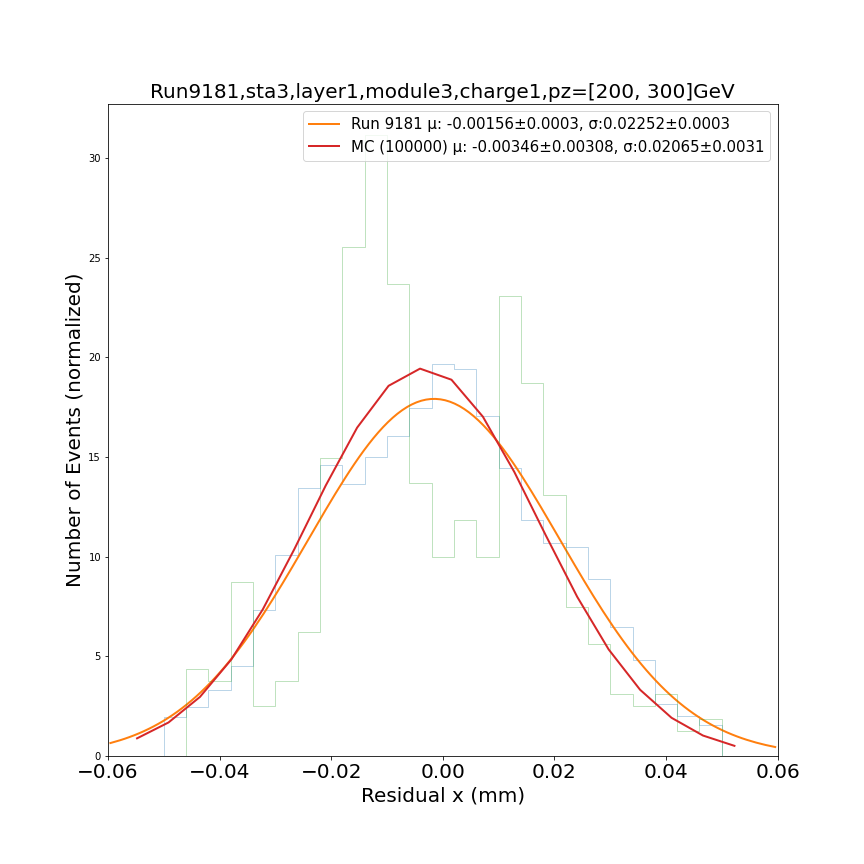 Run9181,sta3,layer1,module3,charge1,pz=[200, 300]GeV
Run 9181 μ: -0.00156±0.0003, σ:0.02252±0.0003
MC (100000) μ: -0.00346±0.00308, σ:0.02065±0.0031
Number of Events (normalized)
30
25
20
15
10
5
0
−0.06 −0.04 −0.02 0.00 0.02 0.04 0.06
Residual x (mm)